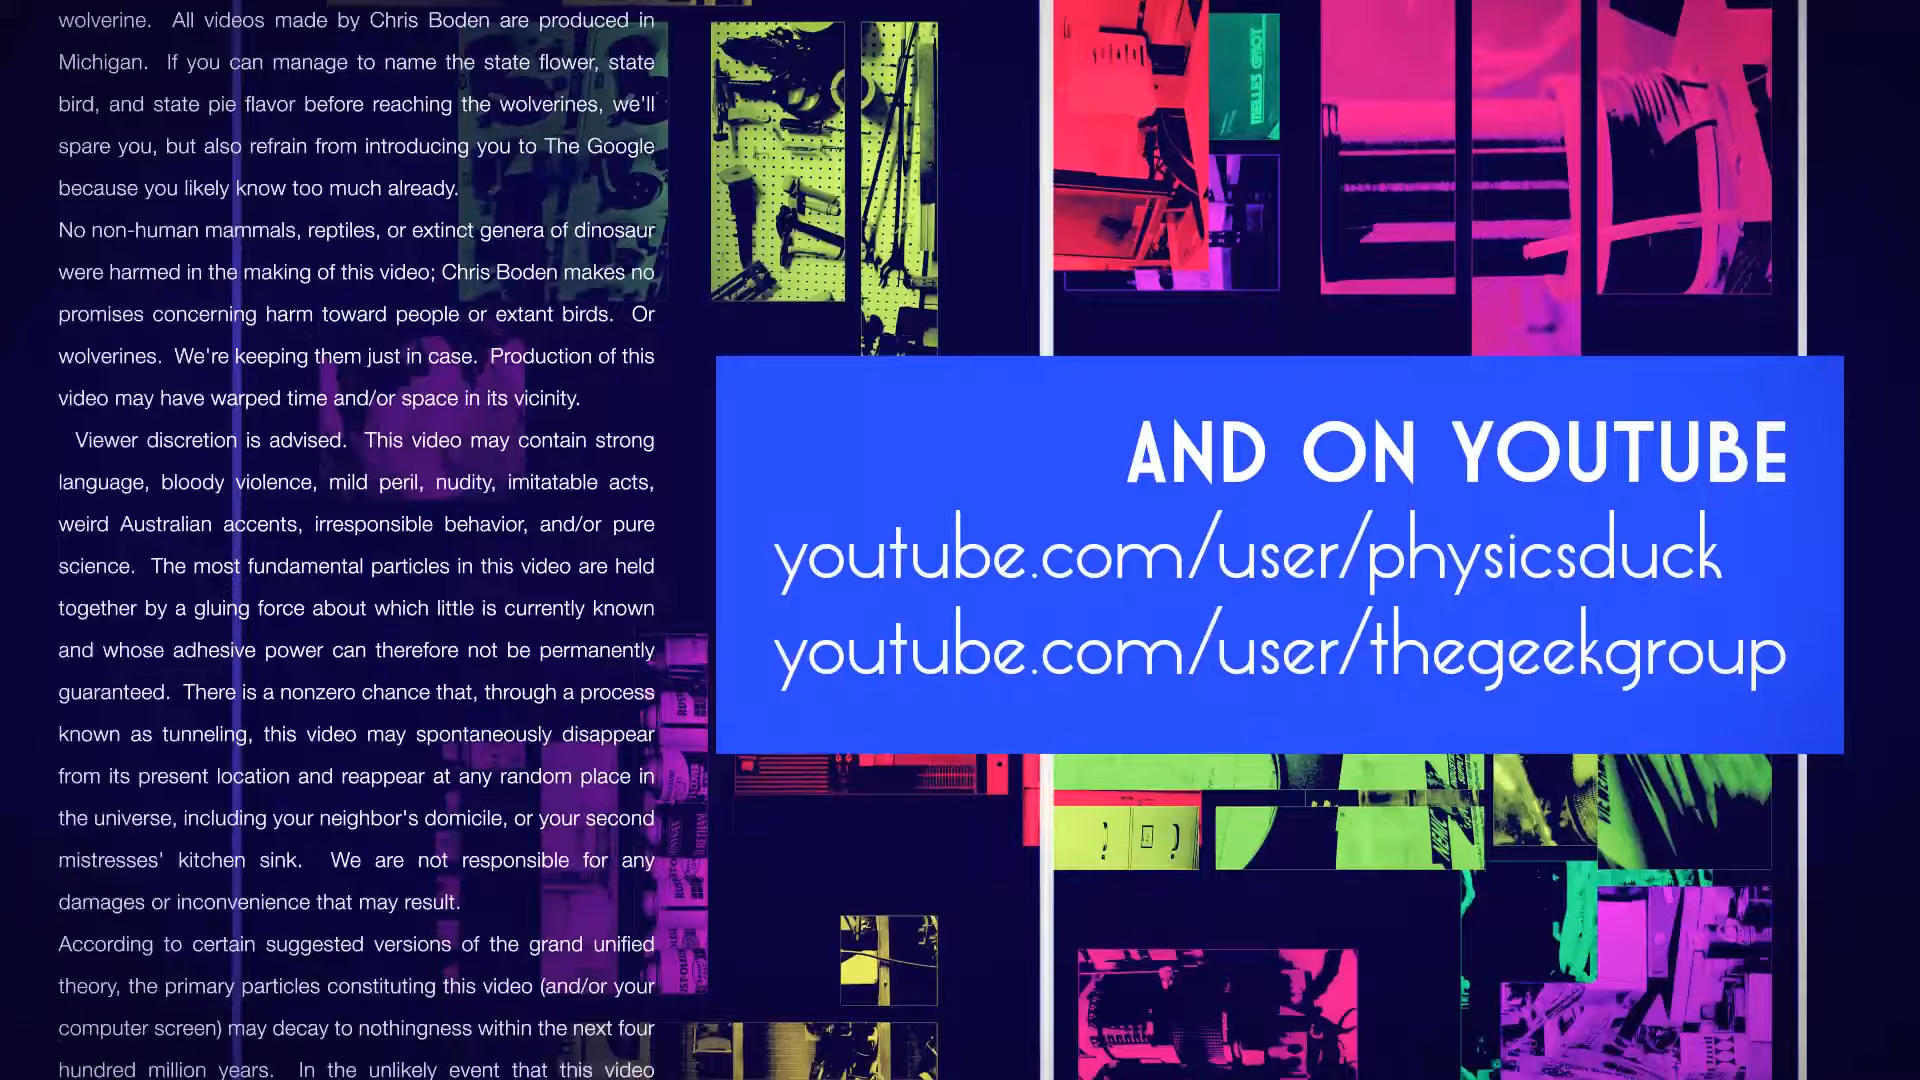 wolverine. All videos made by Chris Boden are produced in
Michigan. If you can manage to name the state flower, state
bird, and state pie flavor before reaching the wolverines, we'll
spare you, but also refrain from introducing you to The Google
because you likely know too much already.
No non-human mammals, reptiles, or extinct genera of dinosaur
were harmed in the making of this video; Chris Boden makes no
promises concerning harm toward people or extant birds. Or
wolverines. We're keeping them just in case. Production of this
video may have warped time and/or space in its vicinity.
Viewer discretion is advised. This video may contain strong
language, bloody violence, mild peril, nudity, imitatable acts,
weird Australian accents, irresponsible behavior, and/or pure
science. The most fundamental particles in this video are held
together by a gluing force about which little is currently known
and whose adhesive power can therefore not be permanently
guaranteed. There is a nonzero chance that, through a process
known as tunneling, this video may spontaneously disappear
from its present location and reappear at any random place in
the universe, including your neighbor's domicile, or your second
mistresses' kitchen sink. We are not responsible for any
damages or inconvenience that may result.
According to certain suggested versions of the grand unified
theory, the primary particles constituting this video (and/or your
computer screen) may decay to nothingness within the next four
hundred million years. In the unlikely event that this video
AND ON YOUTUBE
youtube.com/user/physicsduck
youtube.com/user/thegeekgroup
MELLES GRIOT